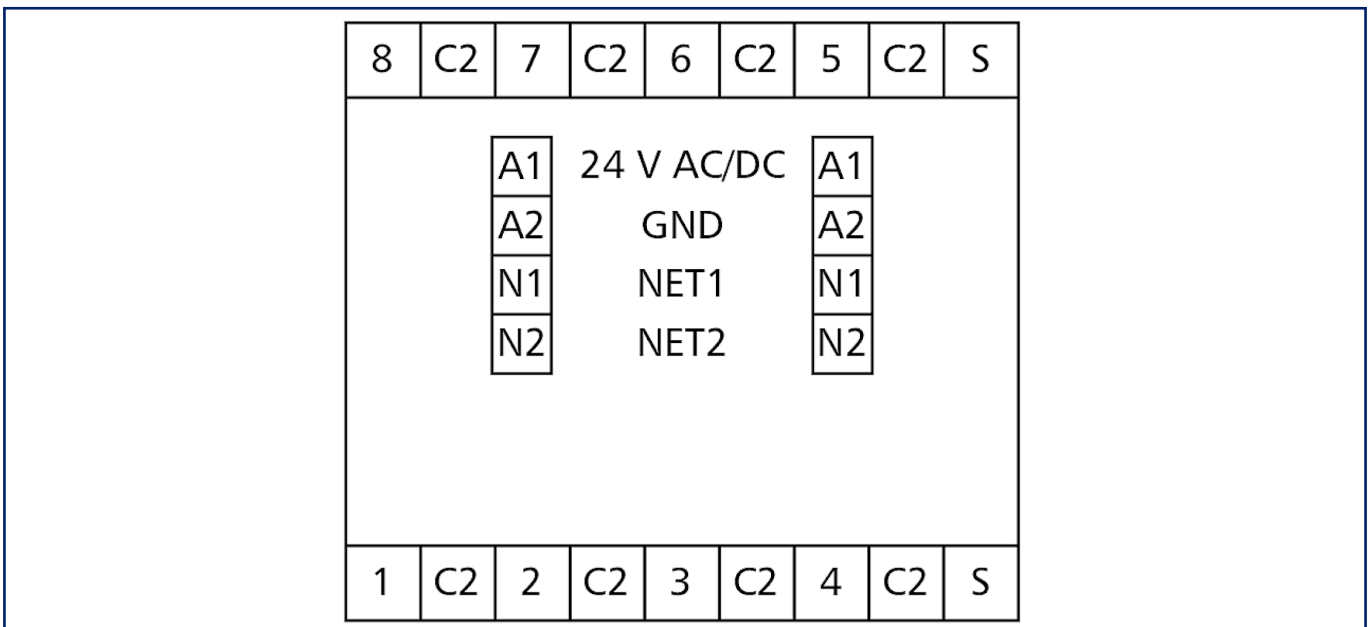 8 C2 7 C2 6 C2 5 C2 S
A1 24 V AC/DC A1
A2 GND A2
N1 NET1 N1
N2 NET2 N2
1 C2 2 C2 3 C2 4 C2 S